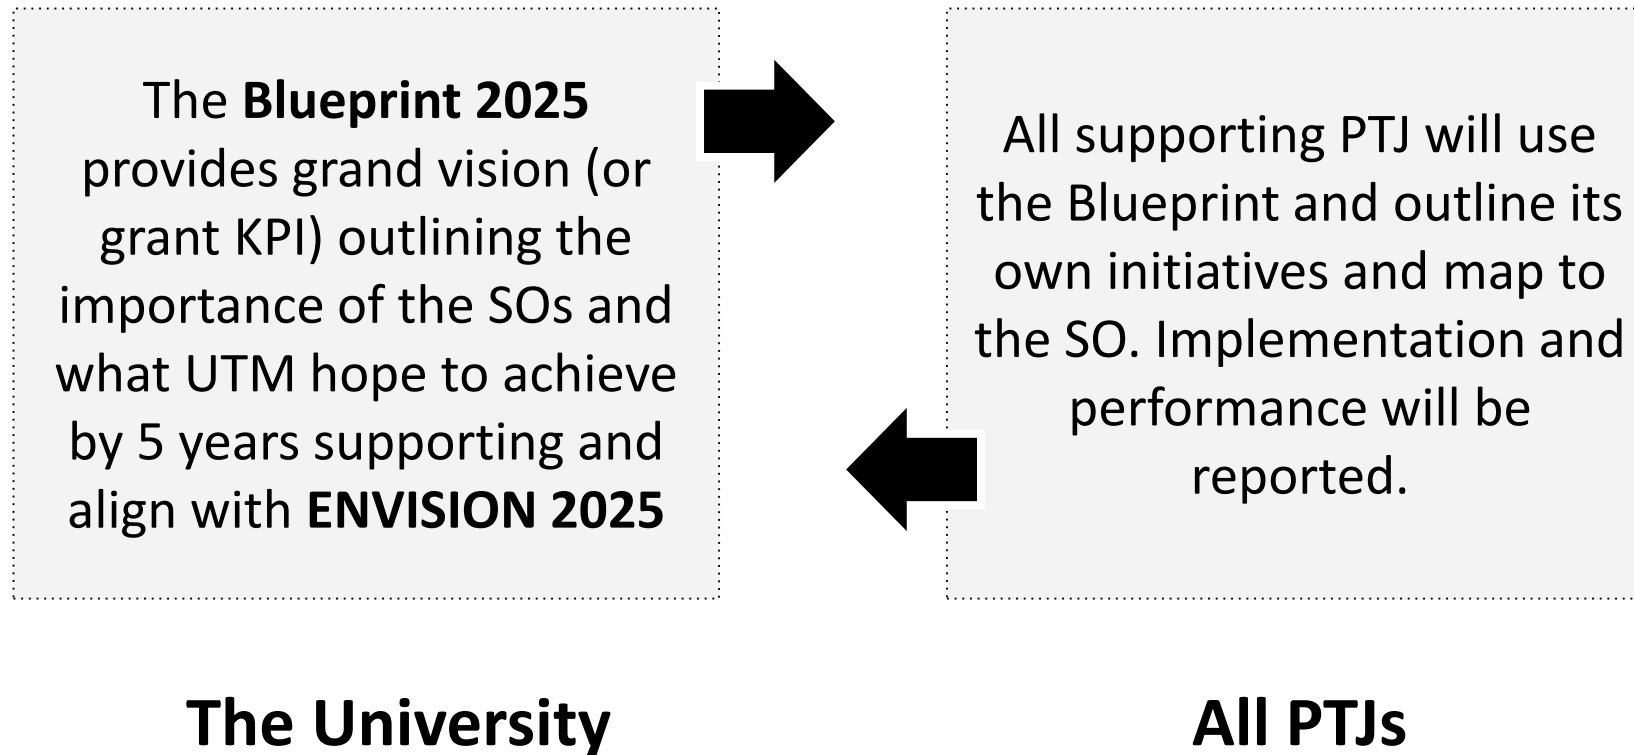 The Blueprint 2025
provides grand vision (or
grant KPI) outlining the
importance of the SOs and
what UTM hope to achieve
by 5 years supporting and
align with ENVISION 2025
All supporting PTJ will use
the Blueprint and outline its
own initiatives and map to
the SO. Implementation and
performance will be
reported.
The University
All PTJs